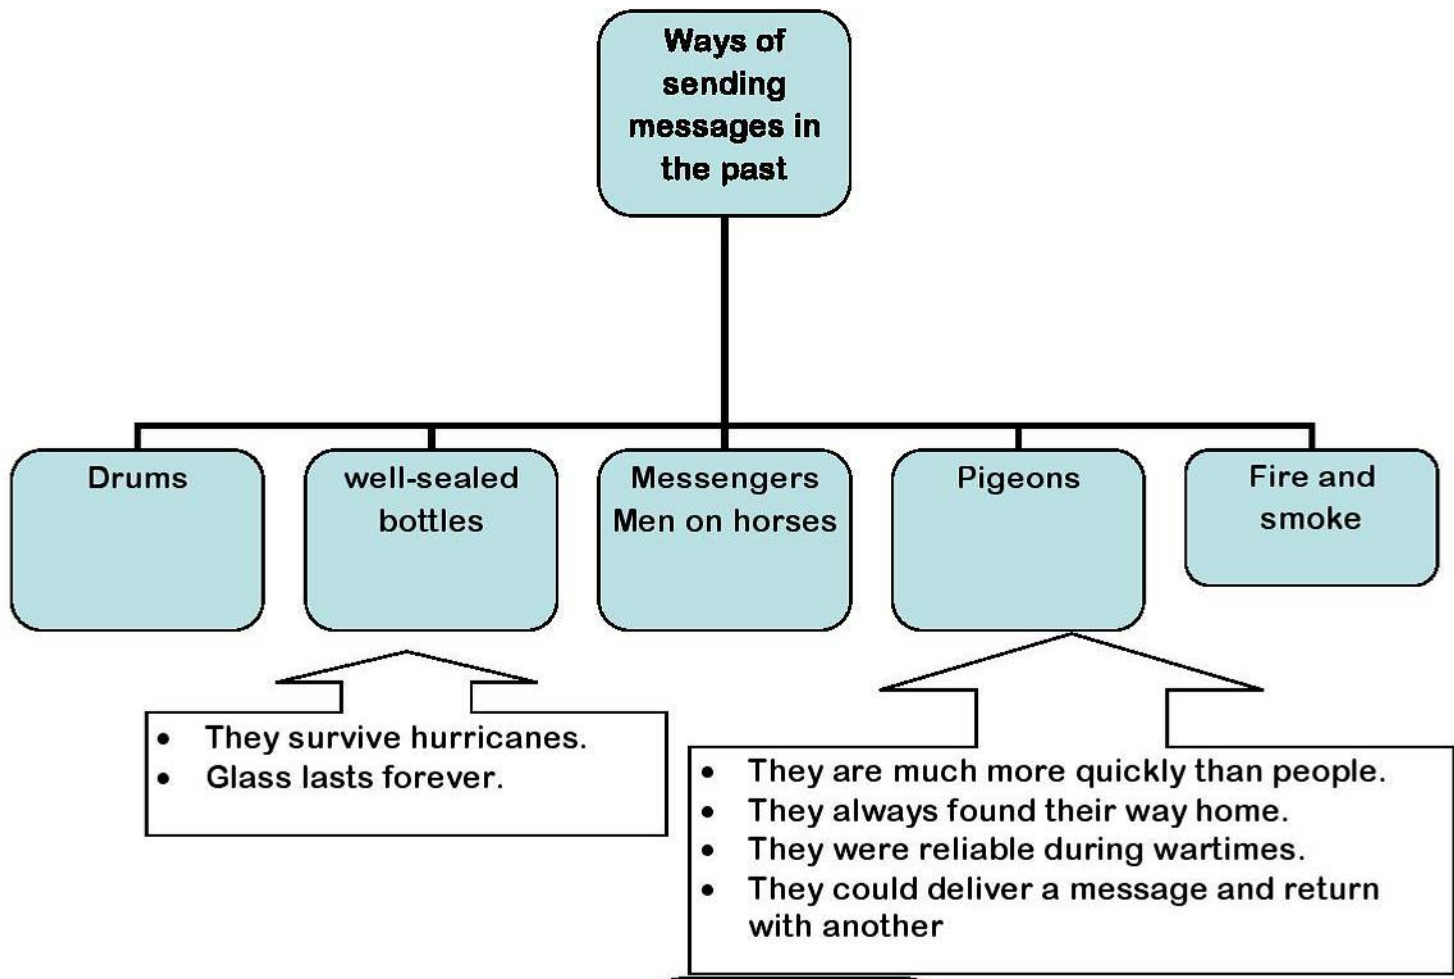 Ways of
sending
messages in
the past
Drums
well-sealed
bottles
Messengers
Men on horses
Pigeons
Fire and
smoke
• They survive hurricanes.
• Glass lasts forever.
• They are much more quickly than people.
• They always found their way home.
• They were reliable during wartimes.
• They could deliver a message and return
with another